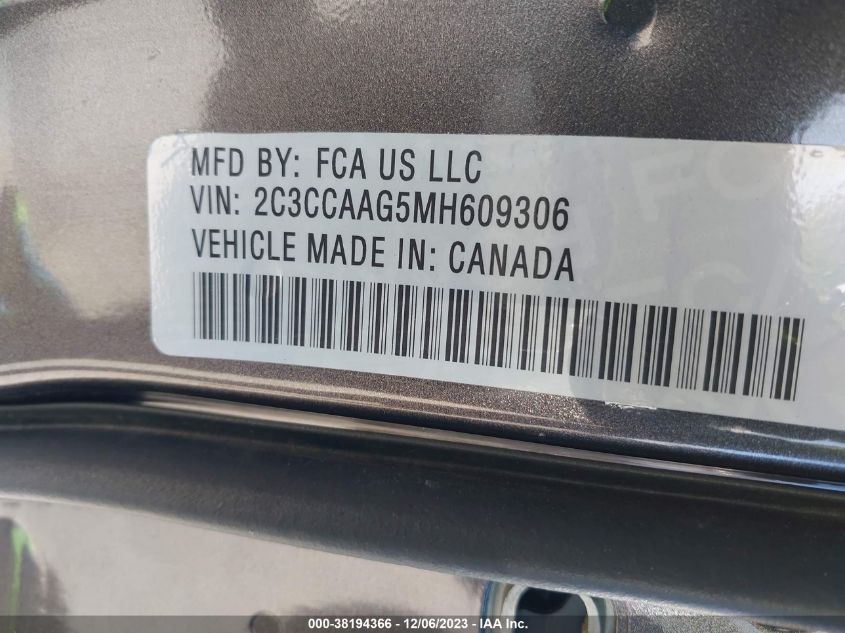 MFD BY: FCA US LLC
VIN: 2C3CCAAG5MH609306
VEHICLE MADE IN: CANADA
000-38194366 - 12/06/2023 - IAA Inc.